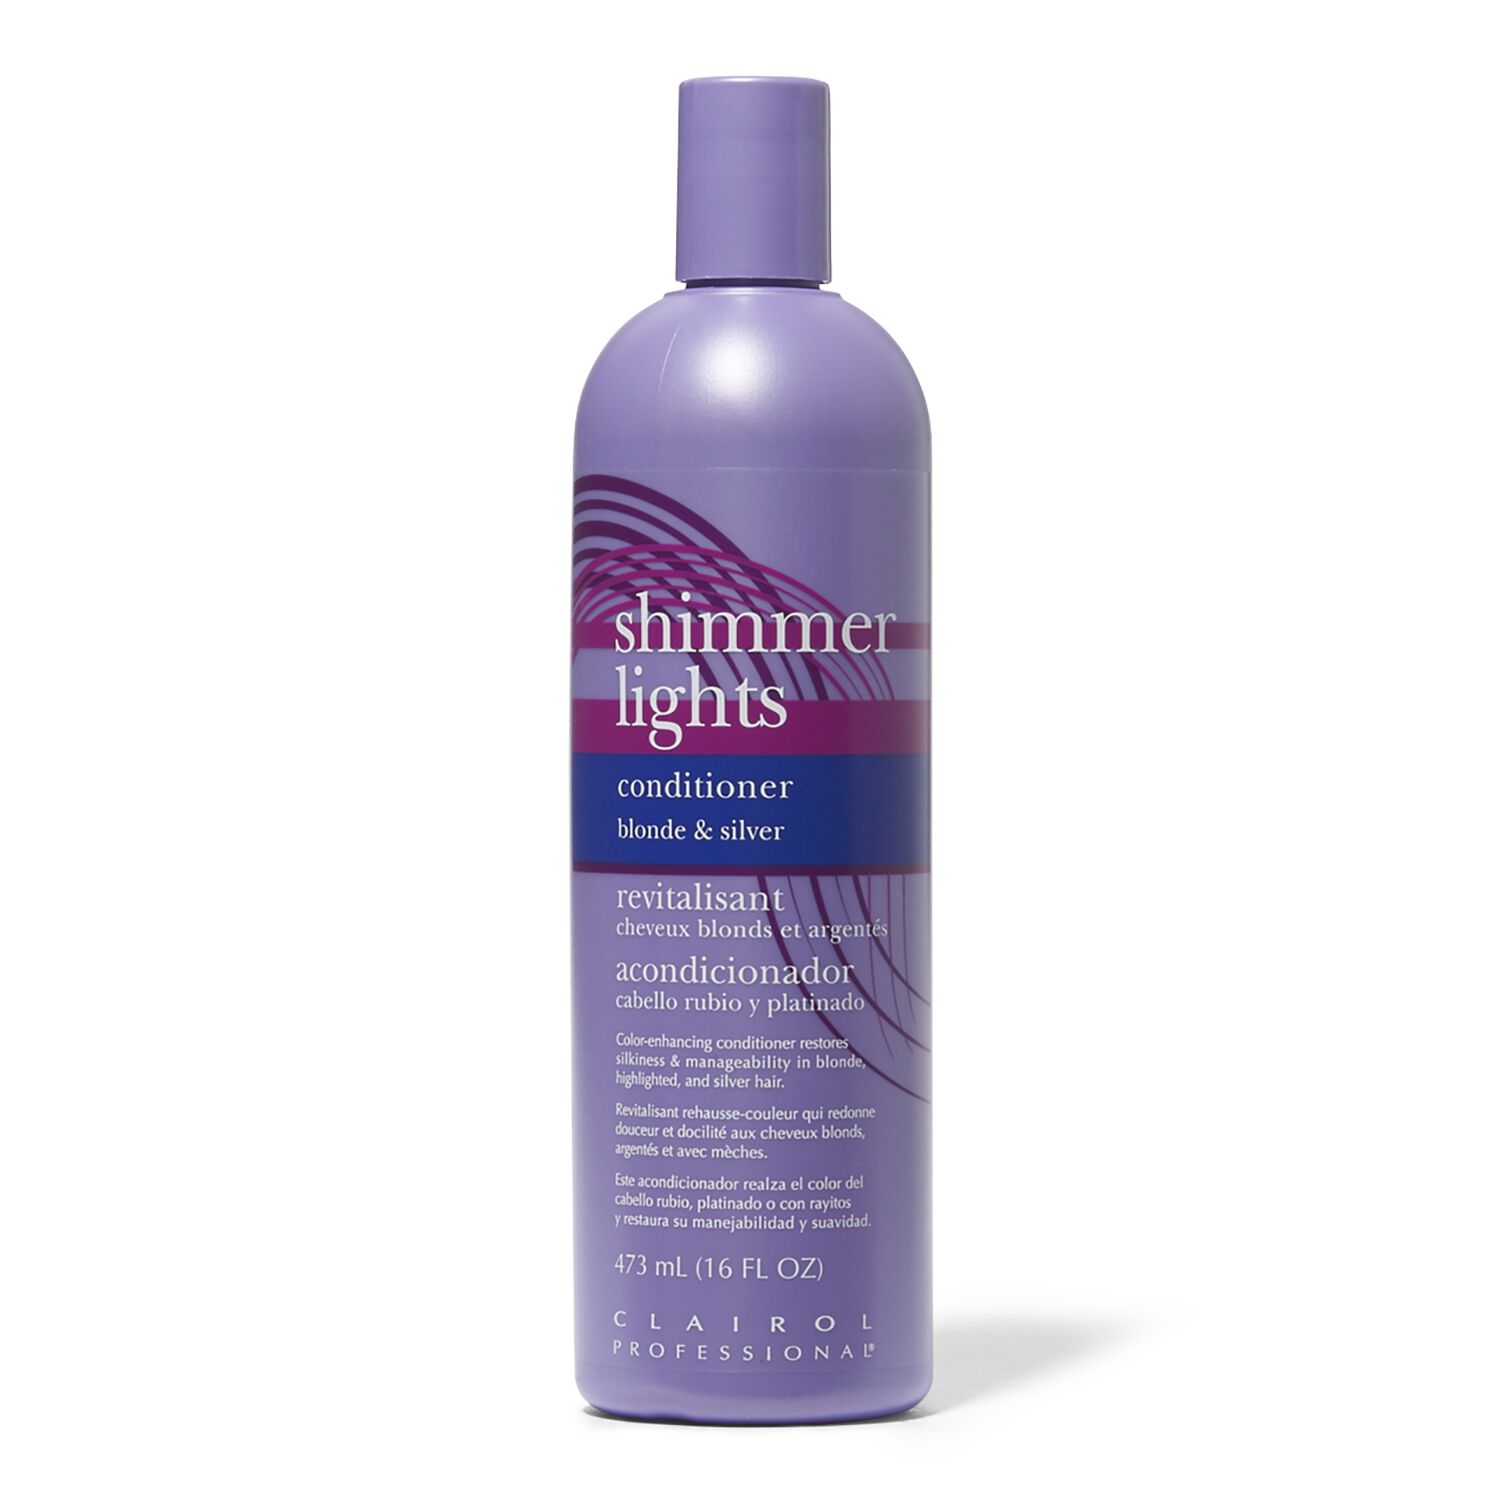 shimmer
lights
conditioner
blonde & silver
revitalisant
cheveux blonds et argentés
acondicionador
cabello rubio y platinado
Color-enhancing conditioner restores
silkiness & manageability in blonde,
highlighted, and silver hair.
Revitalisant rehausse-couleur qui redonne
douceur et docilité aux cheveux blonds,
argentés et avec mèches.
Este acondicionador realza el color del
cabello rubio, platinado o con rayitos
y restaura su manejabilidad y suavidad.
473 mL (16 FL OZ)
CLAIROL
PROFESSIONAL®